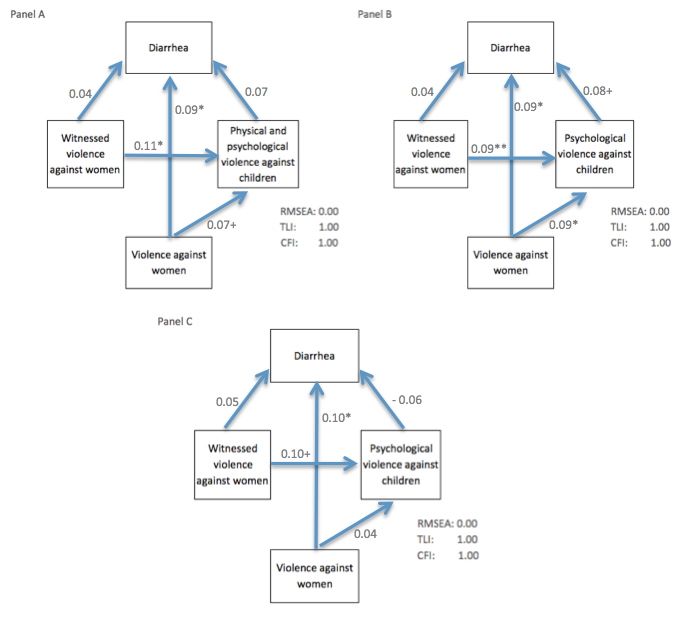 Panel A
Diarrhea
0.04
0.09*
0.07
Witnessed
violence
against women
0.11*
Physical and
psychological
violence against
children
0.07+
RMSEA: 0.00
TLI: 1.00
CFI: 1.00
Violence against
women
Panel B
Diarrhea
0.04
0.09*
0.08+
Witnessed
violence
against women
0.09**
Psychological
violence against
children
0.09*
RMSEA: 0.00
TLI: 1.00
CFI: 1.00
Violence against
women
Panel C
Diarrhea
0.05
0.10*
- 0.06
Witnessed
violence
against women
0.10+
Psychological
violence against
children
0.04
RMSEA: 0.00
TLI: 1.00
CFI: 1.00
Violence against
women